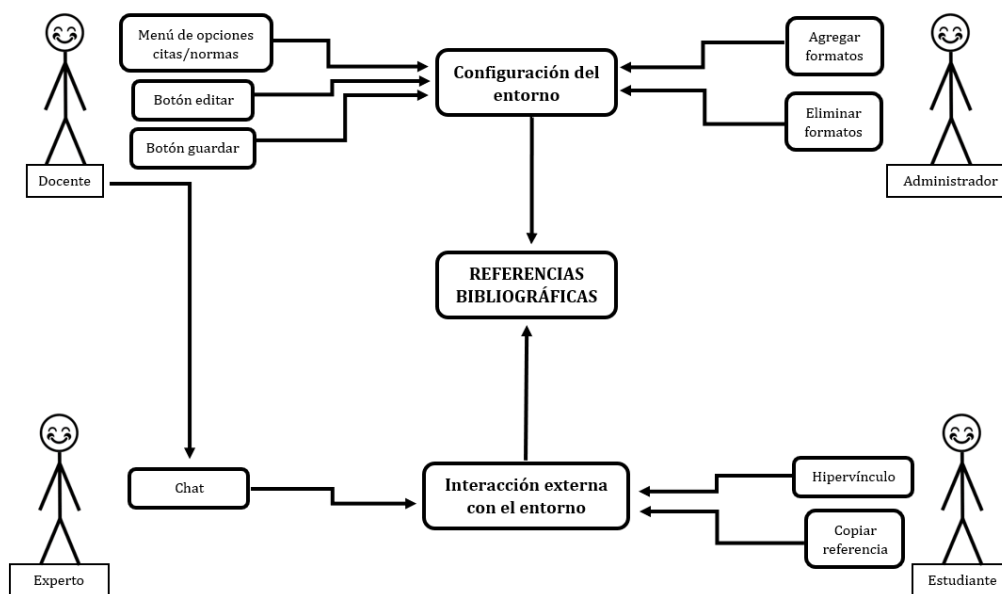 Menú de opciones
citas/normas
Botón editar
Botón guardar
Docente
Configuración del
entorno
Agregar
formatos
Eliminar
formatos
Administrador
REFERENCIAS
BIBLIOGRÁFICAS
Chat
Experto
Interacción externa
con el entorno
Hipervínculo
Copiar
referencia
Estudiante